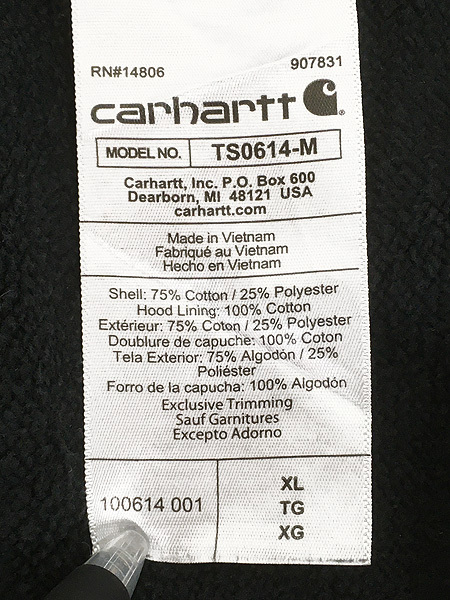 RN#14806 907831
carhartt
MODEL NO. TS0614-M
Carhartt, Inc. P.O. Box 600
Dearborn, MI 48121 USA
carhartt.com
Made in Vietnam
Fabriqué au Vietnam
Hecho en Vietnam
Shell: 75% Cotton / 25% Polyester
Hood Lining: 100% Cotton
Extérieur: 75% Coton / 25% Polyester
Doublure de capuche: 100% Coton
Tela Exterior: 75% Algodón / 25%
Poliéster
Forro de la capucha: 100% Algodón
Exclusive Trimming
Sauf Garnitures
Excepto Adorno
100614 001
XL
TG
XG